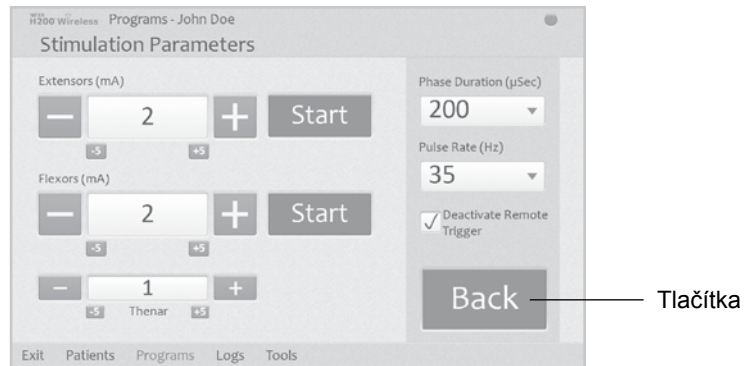 H200 Wireless Programs - John Doe
Stimulation Parameters
Extensors (mA)
2
Start
-5 +5
Flexors (mA)
2
Start
-5 +5
1
-5 Thenar +5
Phase Duration (µSec)
200
Pulse Rate (Hz)
35
Deactivate Remote
Trigger
Back
Tlačítka
Exit Patients Programs Logs Tools